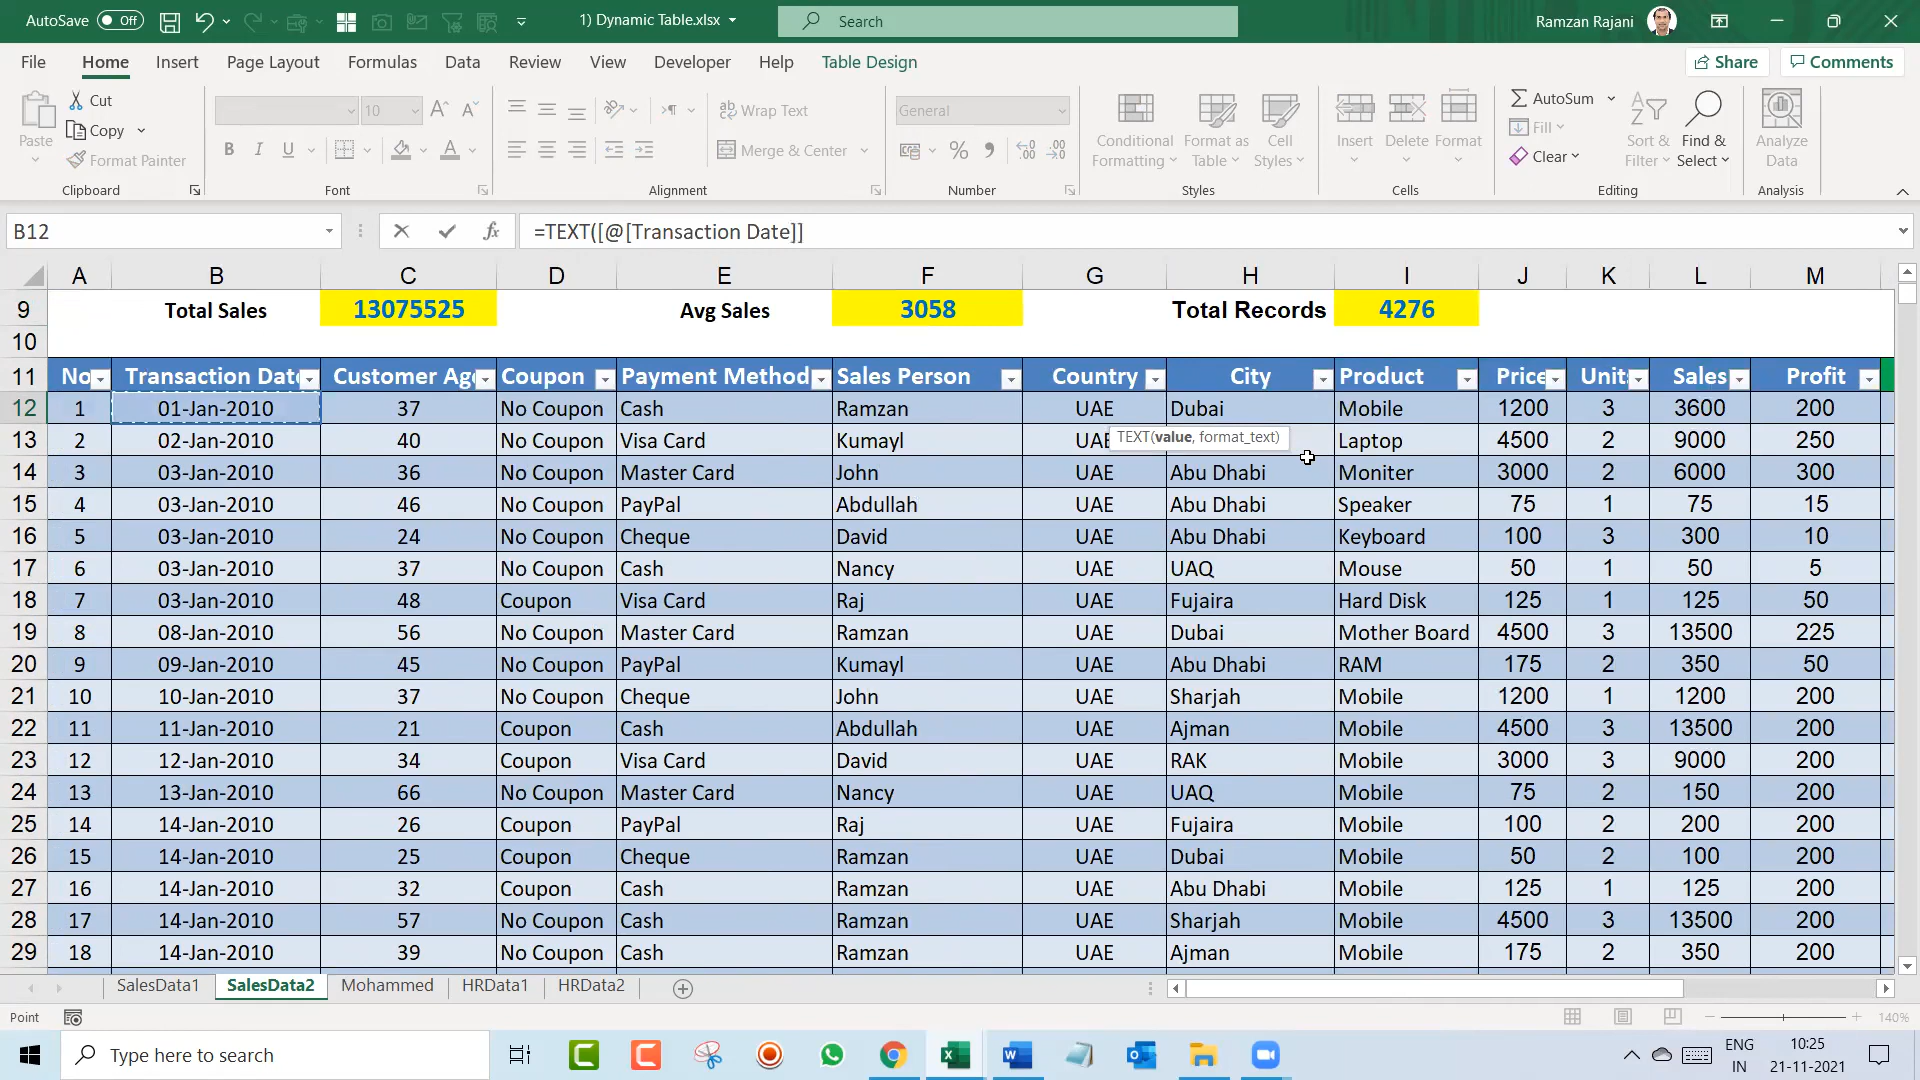 AutoSave Off 1) Dynamic Table.xlsx Search Ramzan Rajani
File Home Insert Page Layout Formulas Data Review View Developer Help Table Design Share Comments
Paste Cut Copy Format Painter Clipboard
10 B I U Font
Wrap Text Merge & Center Alignment
General % Number
Conditional Formatting Format as Table Cell Styles Styles
Insert Delete Format Cells
AutoSum Fill Clear Sort & Filter Find & Select Editing
Analyze Data Analysis
B12 fx =TEXT([@[Transaction Date]]
A B C D E F G H I J K L M
9 Total Sales 13075525 Avg Sales 3058 Total Records 4276
10
11 No Transaction Date Customer Age Coupon Payment Method Sales Person Country City Product Price Units Sales Profit
12 1 01-Jan-2010 37 No Coupon Cash Ramzan UAE Dubai Mobile 1200 3 3600 200
13 2 02-Jan-2010 40 No Coupon Visa Card Kumayl UAE Laptop 4500 2 9000 250
TEXT(value, format_text)
14 3 03-Jan-2010 36 No Coupon Master Card John UAE Abu Dhabi Moniter 3000 2 6000 300
15 4 03-Jan-2010 46 No Coupon PayPal Abdullah UAE Abu Dhabi Speaker 75 1 75 15
16 5 03-Jan-2010 24 No Coupon Cheque David UAE Abu Dhabi Keyboard 100 3 300 10
17 6 03-Jan-2010 37 No Coupon Cash Nancy UAE UAQ Mouse 50 1 50 5
18 7 03-Jan-2010 48 Coupon Visa Card Raj UAE Fujaira Hard Disk 125 1 125 50
19 8 08-Jan-2010 56 No Coupon Master Card Ramzan UAE Dubai Mother Board 4500 3 13500 225
20 9 09-Jan-2010 45 No Coupon PayPal Kumayl UAE Abu Dhabi RAM 175 2 350 50
21 10 10-Jan-2010 37 No Coupon Cheque John UAE Sharjah Mobile 1200 1 1200 200
22 11 11-Jan-2010 21 Coupon Cash Abdullah UAE Ajman Mobile 4500 3 13500 200
23 12 12-Jan-2010 34 Coupon Visa Card David UAE RAK Mobile 3000 3 9000 200
24 13 13-Jan-2010 66 No Coupon Master Card Nancy UAE UAQ Mobile 75 2 150 200
25 14 14-Jan-2010 26 Coupon PayPal Raj UAE Fujaira Mobile 100 2 200 200
26 15 14-Jan-2010 25 Coupon Cheque Ramzan UAE Dubai Mobile 50 2 100 200
27 16 14-Jan-2010 32 Coupon Cash Ramzan UAE Abu Dhabi Mobile 125 1 125 200
28 17 14-Jan-2010 57 No Coupon Cash Ramzan UAE Sharjah Mobile 4500 3 13500 200
29 18 14-Jan-2010 39 No Coupon Cash Ramzan UAE Ajman Mobile 175 2 350 200
SalesData1 SalesData2 Mohammed HRData1 HRData2
Point 140%
Type here to search ENG IN 10:25 21-11-2021